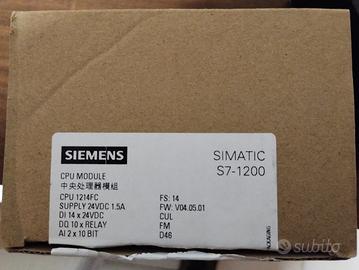 SIEMENS
SIMATIC
S7-1200
CPU MODULE
中央处理器模组
CPU 1214FC
SUPPLY 24VDC 1.5A
DI 14 x 24VDC
DQ 10 x RELAY
AI 2 x 10 BIT
FS: 14
FW: V04.05.01
CUL
FM
D46
subito